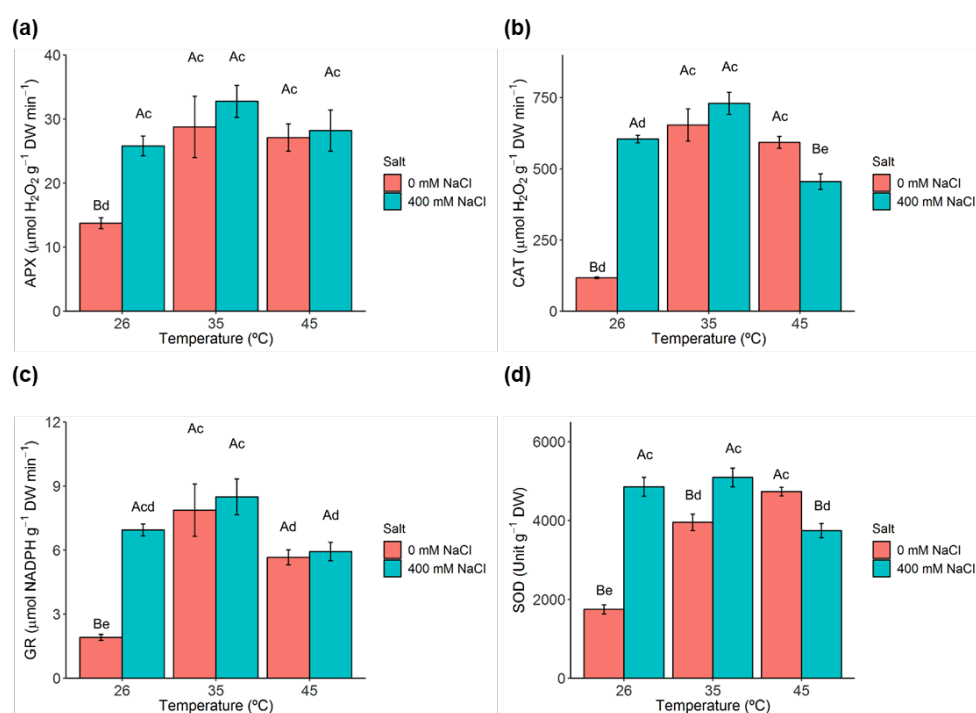 (a)
APX (μmol H₂O₂ g⁻¹ DW min⁻¹)
40
30
20
10
0
Bd
Ac
Ac
Ac
Ac
Ac
26
35
45
Temperature (ºC)
Salt
0 mM NaCl
400 mM NaCl
(b)
CAT (μmol H₂O₂ g⁻¹ DW min⁻¹)
750
500
250
0
Bd
Ad
Ac
Ac
Ac
Be
26
35
45
Temperature (ºC)
Salt
0 mM NaCl
400 mM NaCl
(c)
GR (μmol NADPH g⁻¹ DW min⁻¹)
12
9
6
3
0
Be
Acd
Ac
Ac
Ad
Ad
26
35
45
Temperature (ºC)
Salt
0 mM NaCl
400 mM NaCl
(d)
SOD (Unit g⁻¹ DW)
6000
4000
2000
0
Be
Ac
Bd
Ac
Ac
Bd
26
35
45
Temperature (ºC)
Salt
0 mM NaCl
400 mM NaCl